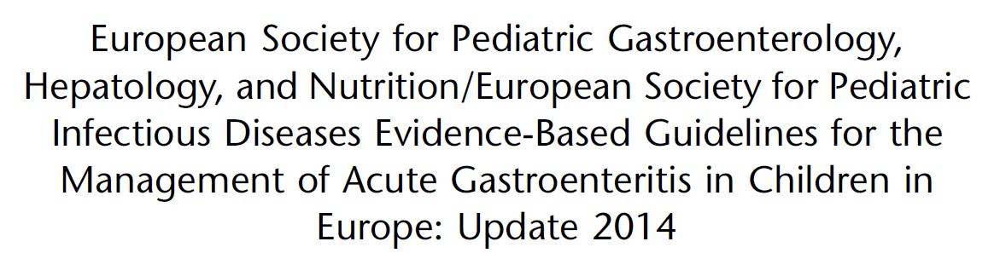 European Society for Pediatric Gastroenterology,
Hepatology, and Nutrition/European Society for Pediatric
Infectious Diseases Evidence-Based Guidelines for the
Management of Acute Gastroenteritis in Children in
Europe: Update 2014